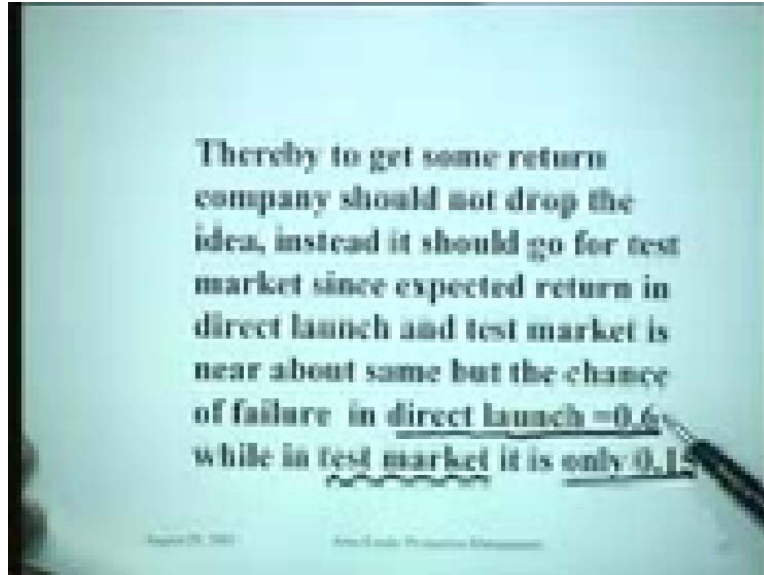 Thereby to get some return
company should not drop the
idea, instead it should go for test
market since expected return in
direct launch and test market is
near about same but the chance
of failure in direct launch =0.6
while in test market it is only 0.15